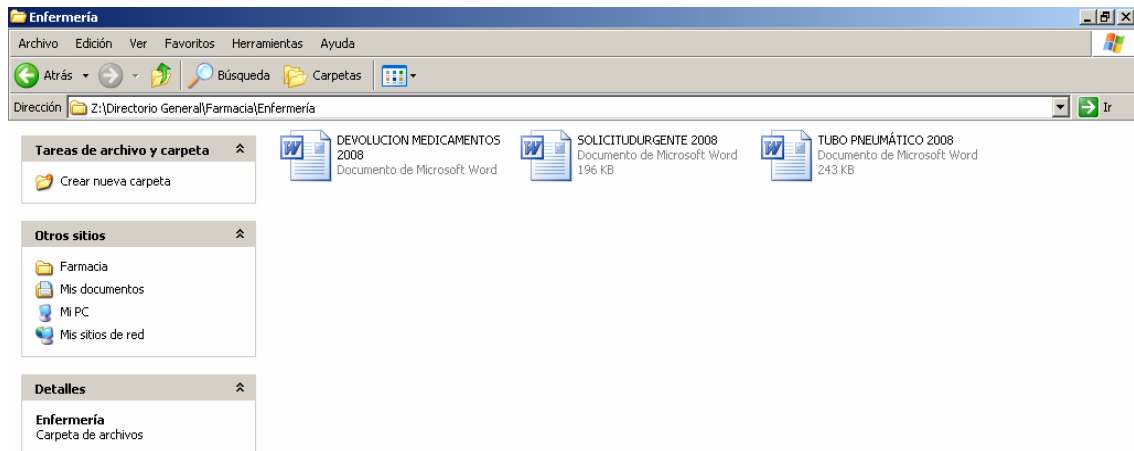 Enfermería
Archivo Edición Ver Favoritos Herramientas Ayuda
Atrás Búsqueda Carpetas
Dirección Z:\Directorio General\Farmacia\Enfermería Ir
Tareas de archivo y carpeta
Crear nueva carpeta
Otros sitios
Farmacia
Mis documentos
Mi PC
Mis sitios de red
Detalles
Enfermería
Carpeta de archivos
DEVOLUCION MEDICAMENTOS
2008
Documento de Microsoft Word
SOLICITUDURGENTE 2008
Documento de Microsoft Word
196 KB
TUBO PNEUMÁTICO 2008
Documento de Microsoft Word
243 KB